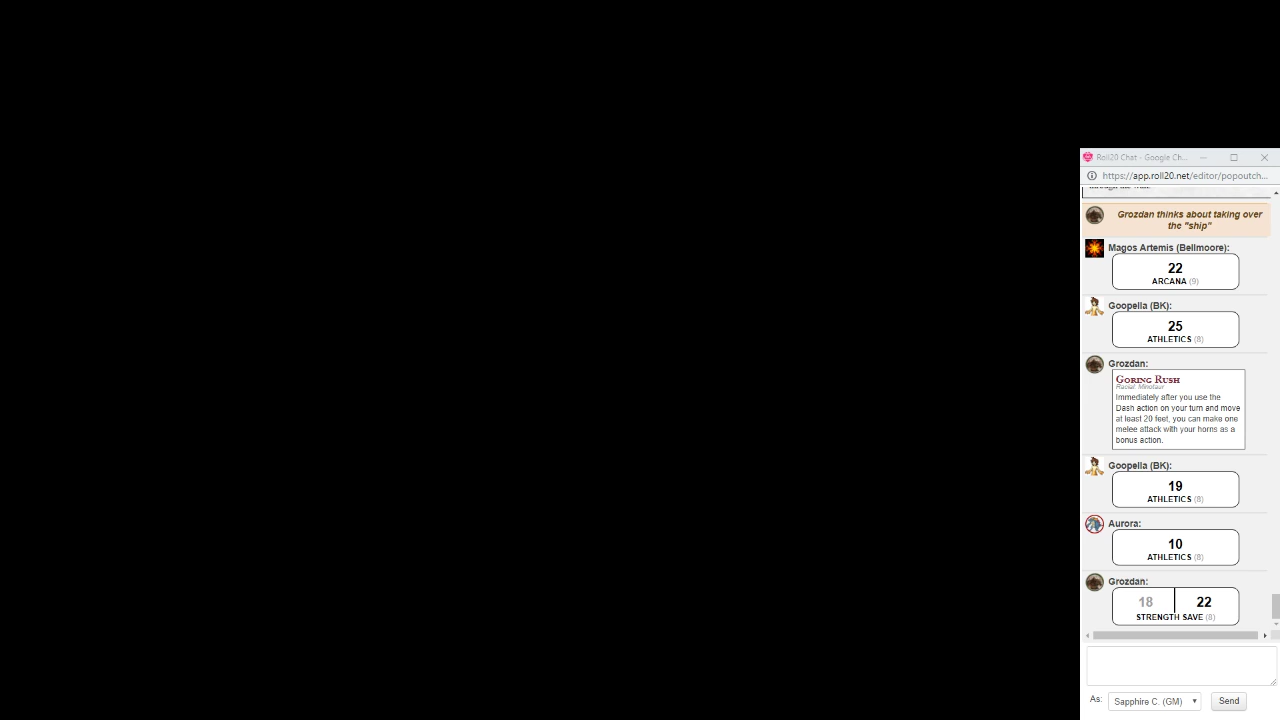 Roll20 Chat - Google Ch...
https://app.roll20.net/editor/popoutch...
Grozdan thinks about taking over
the "ship"
Magos Artemis (Bellmoore):
22
ARCANA (9)
Goopella (BK):
25
ATHLETICS (8)
Grozdan:
Goring Rush
Racial: Minotaur
Immediately after you use the
Dash action on your turn and move
at least 20 feet, you can make one
melee attack with your horns as a
bonus action.
Goopella (BK):
19
ATHLETICS (8)
Aurora:
10
ATHLETICS (8)
Grozdan:
18 22
STRENGTH SAVE (8)
As: Sapphire C. (GM) Send